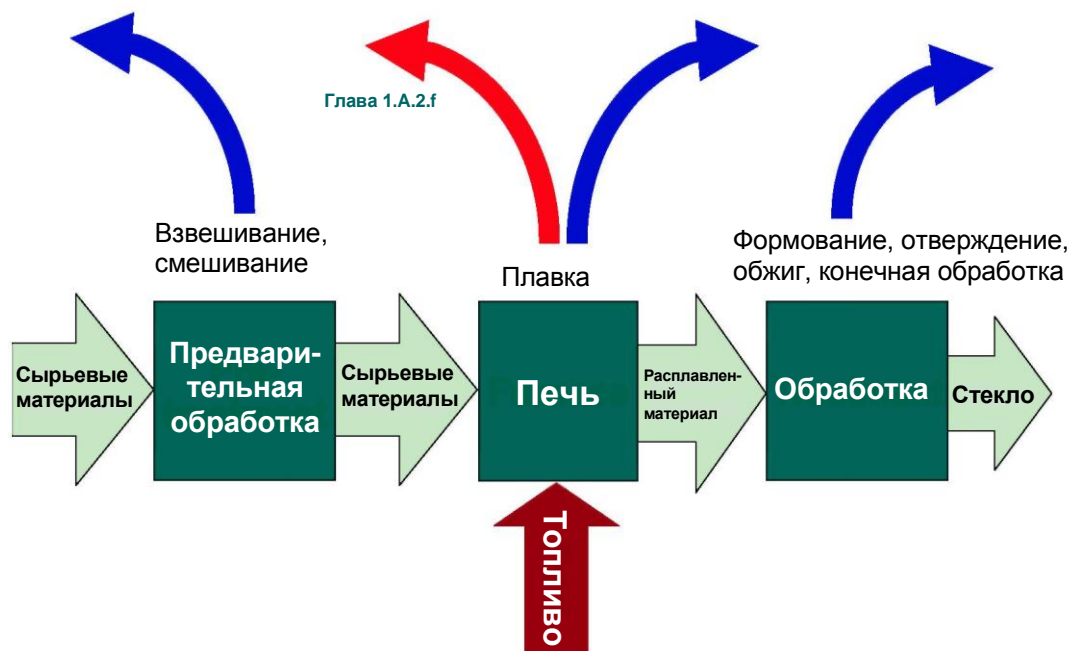 Глава 1.A.2.f
Взвешивание,
смешивание
Плавка
Формование, отверждение,
обжиг, конечная обработка
Сырьевые
материалы
Предвари-
тельная
обработка
Сырьевые
материалы
Печь
Расплавлен-
ный
материал
Обработка
Стекло
Топливо